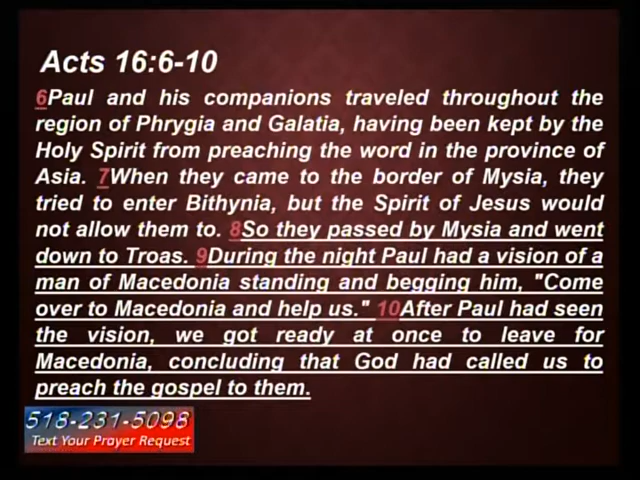 Acts 16:6-10
6Paul and his companions traveled throughout the
region of Phrygia and Galatia, having been kept by the
Holy Spirit from preaching the word in the province of
Asia. 7When they came to the border of Mysia, they
tried to enter Bithynia, but the Spirit of Jesus would
not allow them to. 8So they passed by Mysia and went
down to Troas. 9During the night Paul had a vision of a
man of Macedonia standing and begging him, "Come
over to Macedonia and help us." 10After Paul had seen
the vision, we got ready at once to leave for
Macedonia, concluding that God had called us to
preach the gospel to them.
518-231-5098
Text Your Prayer Request